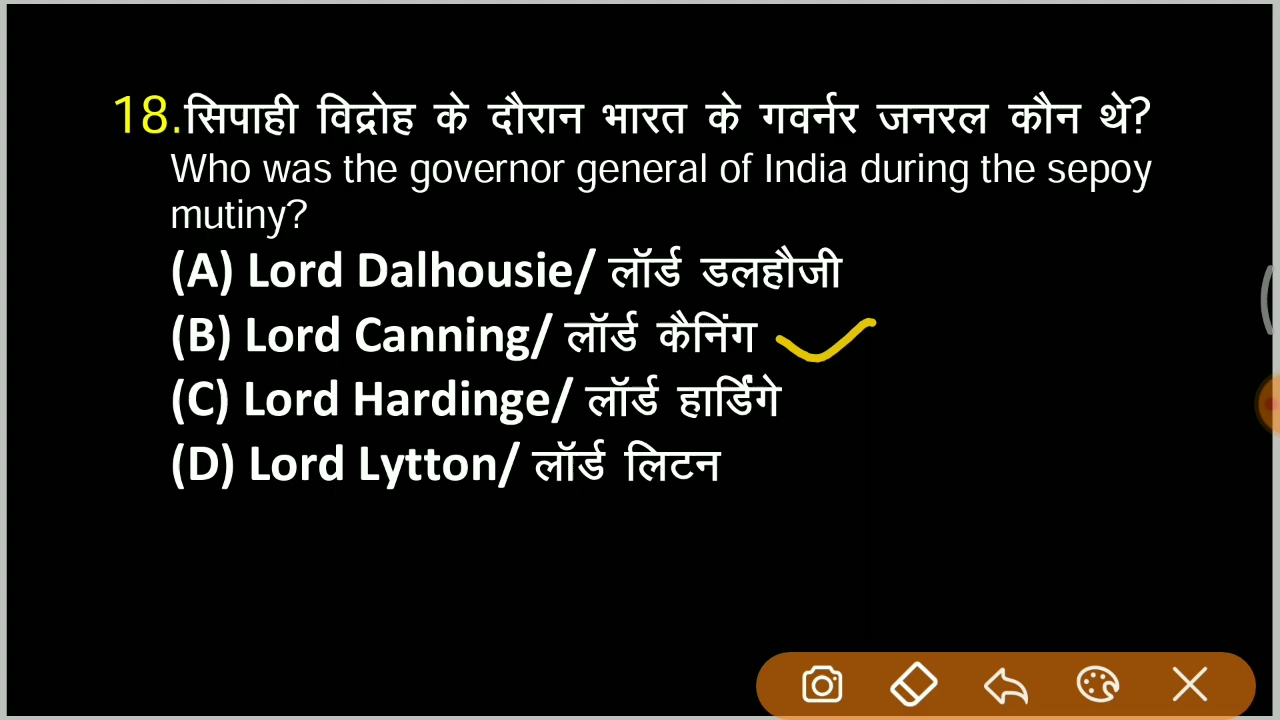 18.सिपाही विद्रोह के दौरान भारत के गवर्नर जनरल कौन थे?
Who was the governor general of India during the sepoy
mutiny?
(A) Lord Dalhousie/ लॉर्ड डलहौजी
(B) Lord Canning/ लॉर्ड कैनिंग
(C) Lord Hardinge/ लॉर्ड हार्डिंगे
(D) Lord Lytton/ लॉर्ड लिटन